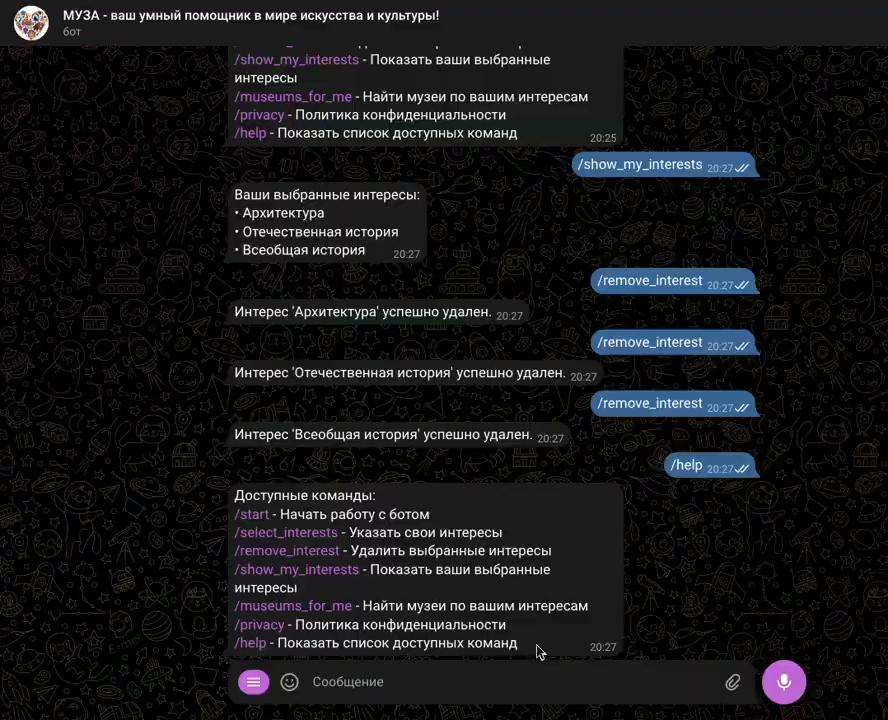 МУЗА - ваш умный помощник в мире искусства и культуры!
бот
/show_my_interests - Показать ваши выбранные
интересы
/museums_for_me - Найти музеи по вашим интересам
/privacy - Политика конфиденциальности
/help - Показать список доступных команд
20:25
/show_my_interests 20:27
Ваши выбранные интересы:
• Архитектура
• Отечественная история
• Всеобщая история 20:27
/remove_interest 20:27
Интерес 'Архитектура' успешно удален. 20:27
/remove_interest 20:27
Интерес 'Отечественная история' успешно удален. 20:27
/remove_interest 20:27
Интерес 'Всеобщая история' успешно удален. 20:27
/help 20:27
Доступные команды:
/start - Начать работу с ботом
/select_interests - Указать свои интересы
/remove_interest - Удалить выбранные интересы
/show_my_interests - Показать ваши выбранные
интересы
/museums_for_me - Найти музеи по вашим интересам
/privacy - Политика конфиденциальности
/help - Показать список доступных команд 20:27
Сообщение